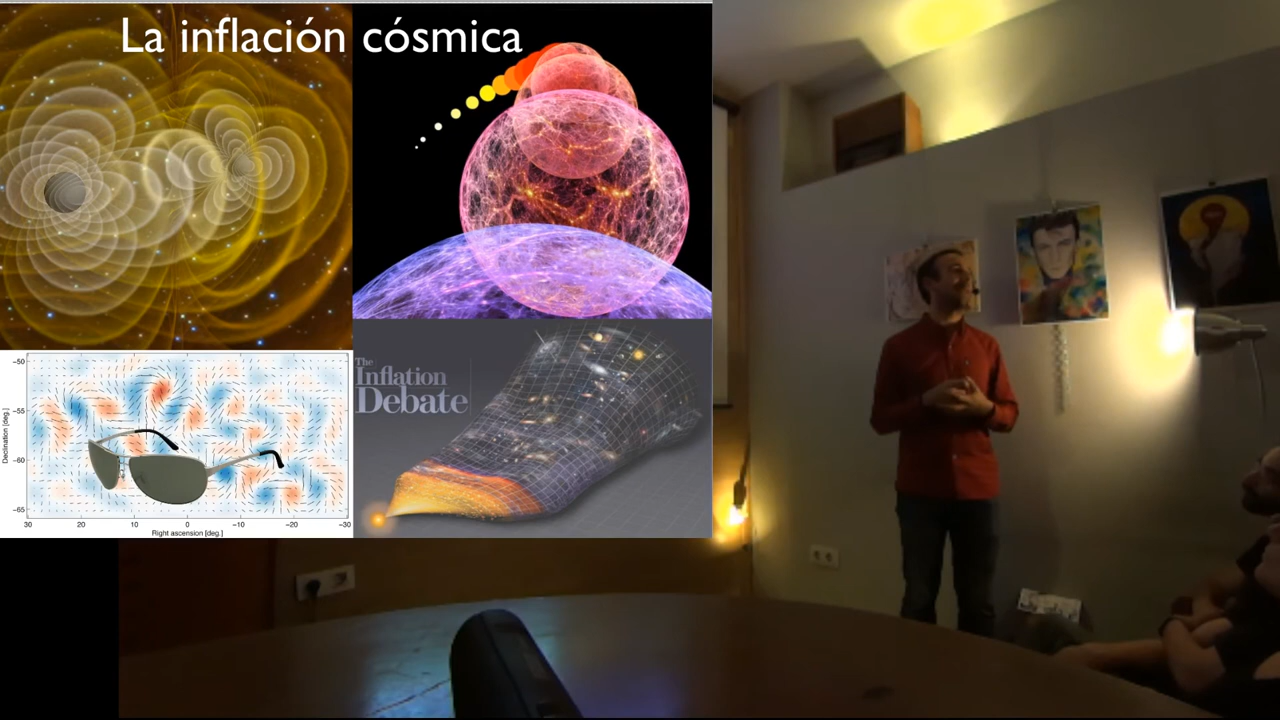 La inflación cósmica
-50
-55
-60
-65
Declination [deg.]
30 20 10 0 -10 -20 -30
Right ascension [deg.]
The
Inflation
Debate